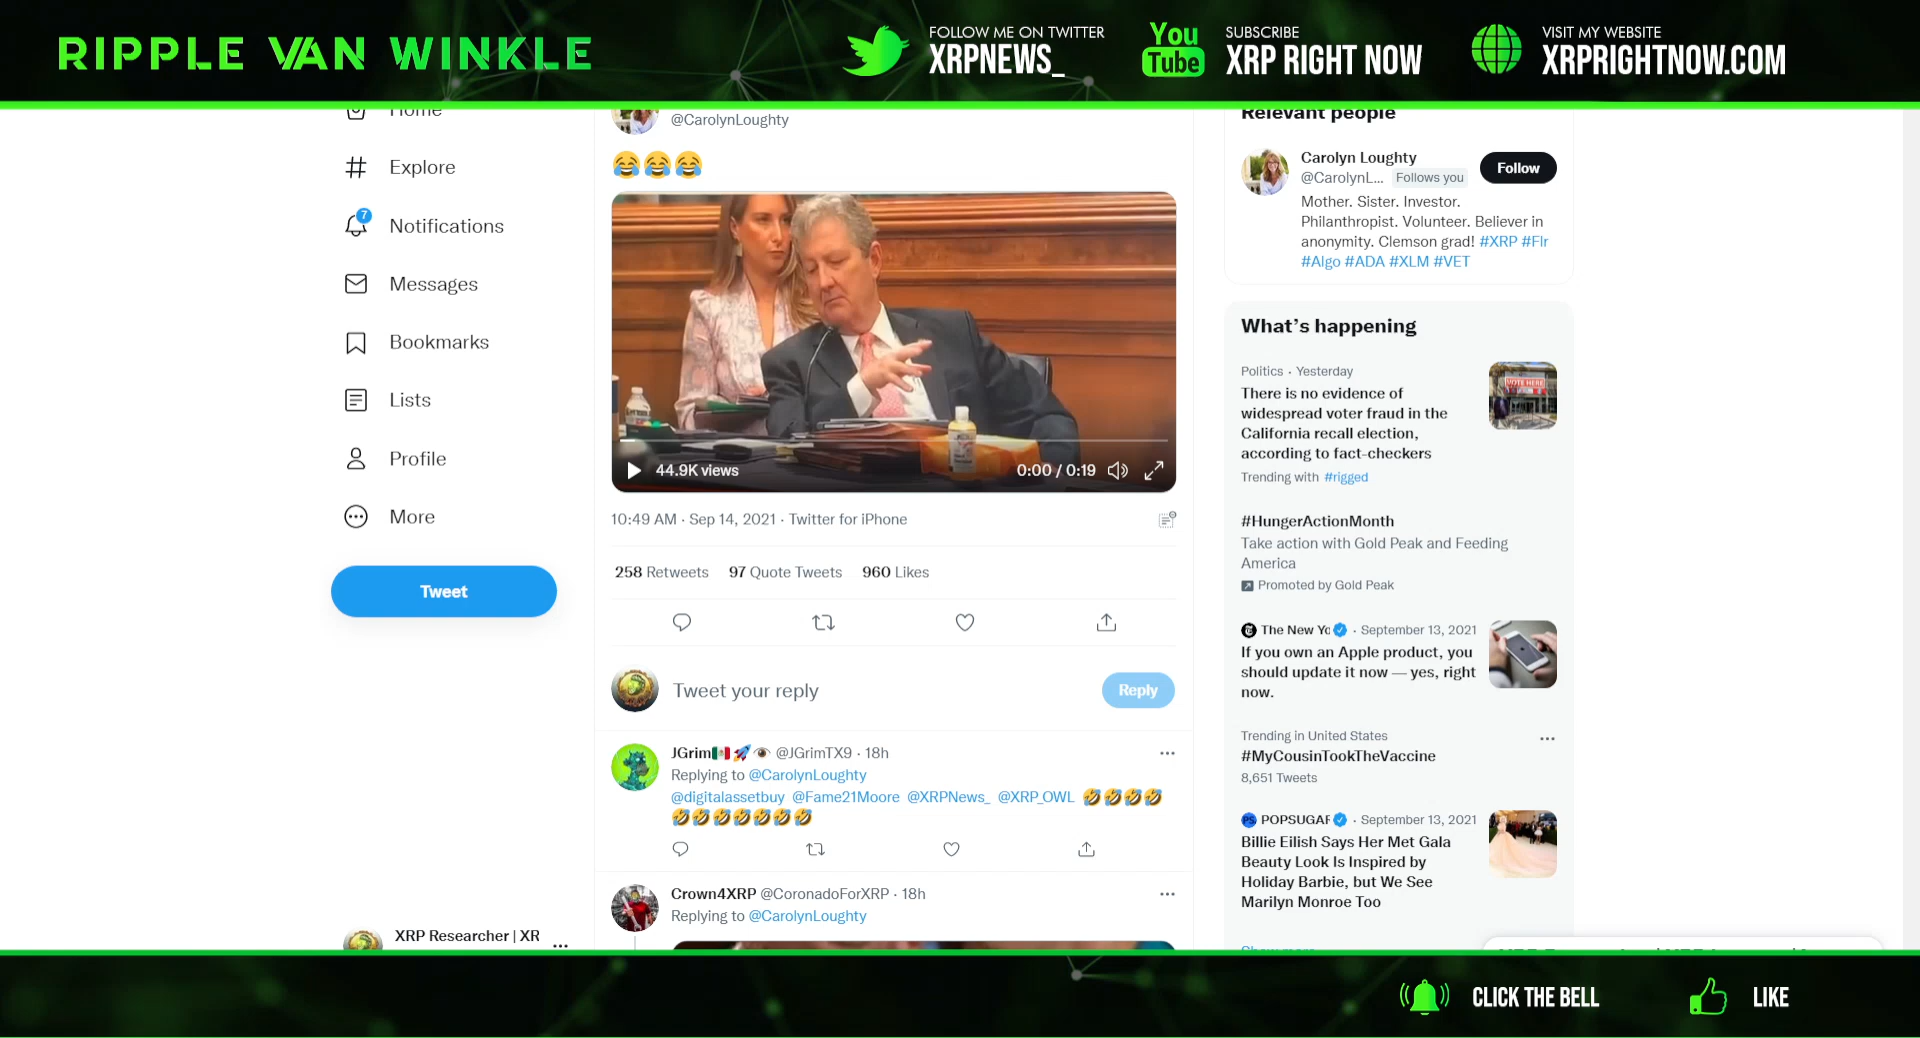 RIPPLE VAN WINKLE
FOLLOW ME ON TWITTER
XRPNEWS_
You
Tube
SUBSCRIBE
XRP RIGHT NOW
VISIT MY WEBSITE
XRPRIGHTNOW.COM
Home
Explore
7
Notifications
Messages
Bookmarks
Lists
Profile
More
Tweet
XRP Researcher | XR
@CarolynLoughty
😂😂😂
44.9K views
0:00 / 0:19
10:49 AM · Sep 14, 2021 · Twitter for iPhone
258 Retweets 97 Quote Tweets 960 Likes
Tweet your reply
Reply
JGrim🇲🇽🚀👁 @JGrimTX9 · 18h
Replying to @CarolynLoughty
@digitalassetbuy @Fame21Moore @XRPNews_ @XRP_OWL 🤣🤣🤣🤣
🤣🤣🤣🤣🤣🤣🤣
Crown4XRP @CoronadoForXRP · 18h
Replying to @CarolynLoughty
Relevant people
Carolyn Loughty
@CarolynL... Follows you
Follow
Mother. Sister. Investor.
Philanthropist. Volunteer. Believer in
anonymity. Clemson grad! #XRP #Flr
#Algo #ADA #XLM #VET
What's happening
Politics · Yesterday
There is no evidence of
widespread voter fraud in the
California recall election,
according to fact-checkers
Trending with #rigged
VOTE HERE
#HungerActionMonth
Take action with Gold Peak and Feeding
America
Promoted by Gold Peak
The New Yo · September 13, 2021
If you own an Apple product, you
should update it now — yes, right
now.
Trending in United States
#MyCousinTookTheVaccine
8,651 Tweets
PS POPSUGAR · September 13, 2021
Billie Eilish Says Her Met Gala
Beauty Look Is Inspired by
Holiday Barbie, but We See
Marilyn Monroe Too
Show more
CLICK THE BELL
LIKE